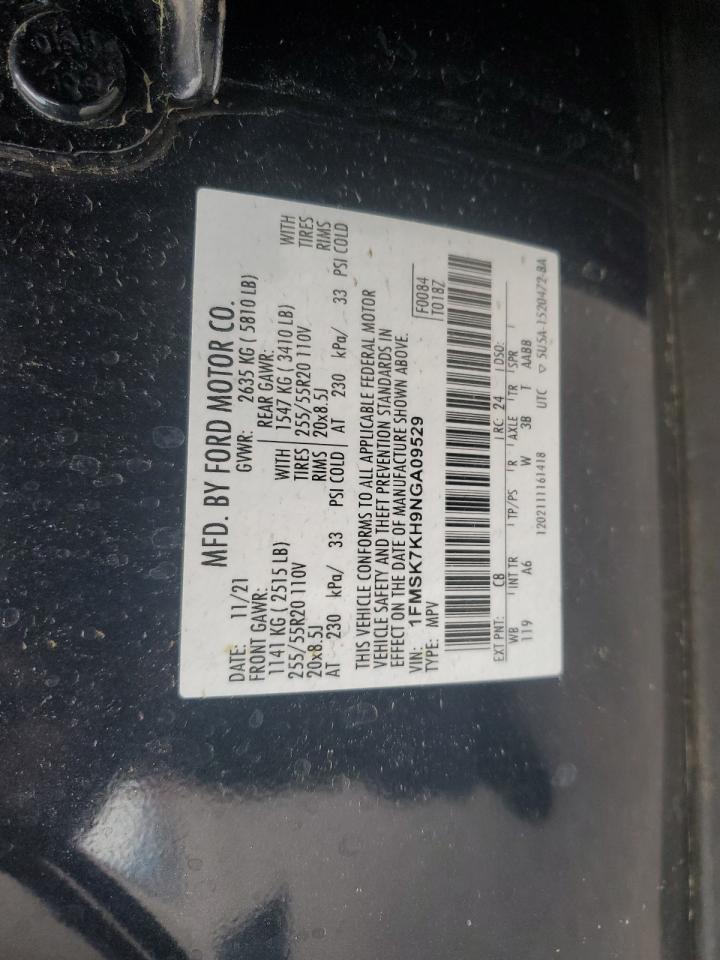 MFD. BY FORD MOTOR CO.
DATE: 11/21 GVWR: 2635 KG ( 5810 LB)
FRONT GAWR: REAR GAWR:
1141 KG ( 2515 LB) WITH 1547 KG ( 3410 LB) WITH
255/55R20 110V TIRES 255/55R20 110V TIRES
20x8.5J RIMS 20x8.5J RIMS
AT 230 kPa/ 33 PSI COLD AT 230 kPa/ 33 PSI COLD
THIS VEHICLE CONFORMS TO ALL APPLICABLE FEDERAL MOTOR
VEHICLE SAFETY AND THEFT PREVENTION STANDARDS IN
EFFECT ON THE DATE OF MANUFACTURE SHOWN ABOVE.
VIN: 1FMSK7KH9NGA09529 F0084
TYPE: MPV T018Z
EXT PNT: C8 RC: 24 DSO:
WB INT TR TP/PS R AXLE TR SPR
119 A6 W 3B T AABB
1202111161418 UTC ▽ 5U5A-1520472-BA